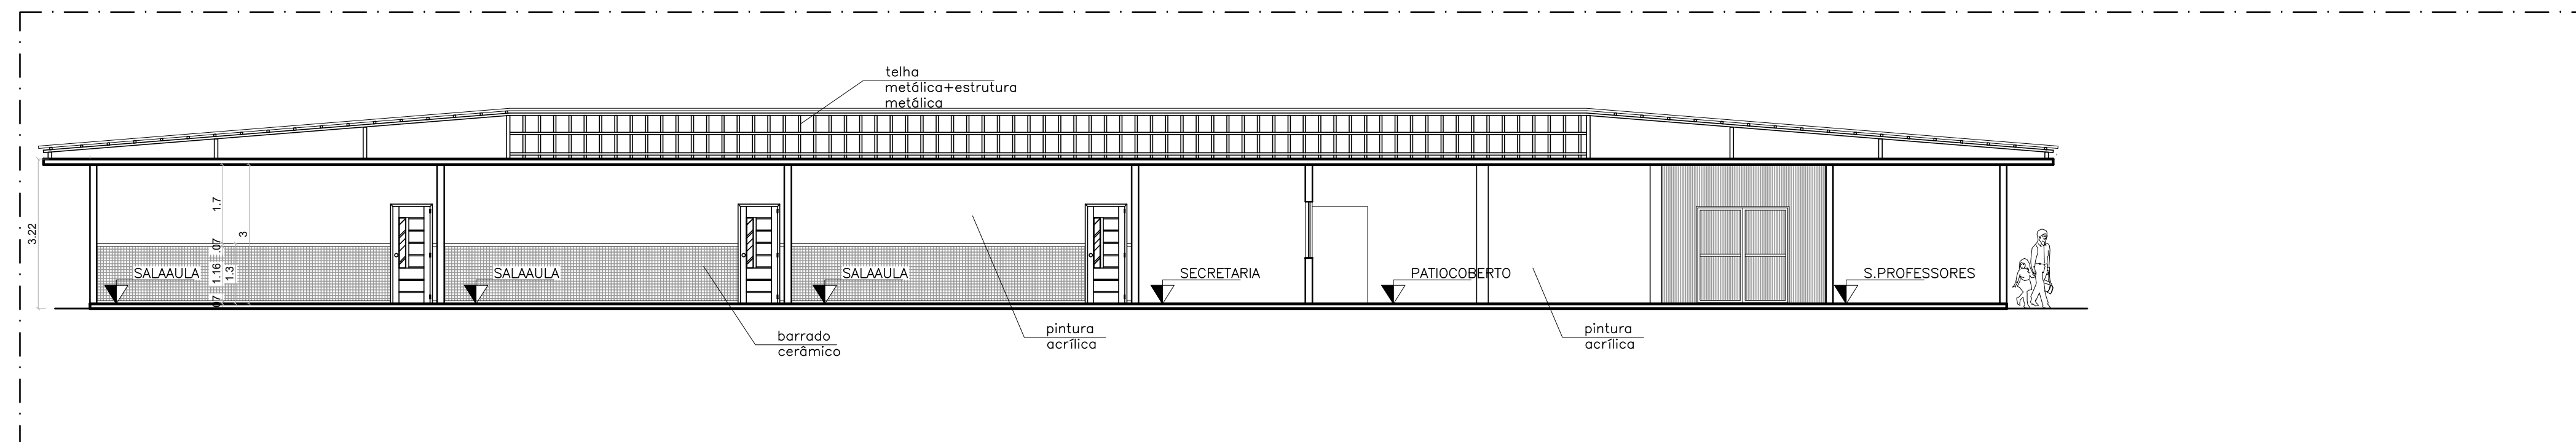 telha
metálica+estrutura
metálica
3.22
1.7
.07
3
1.16
1.3
.07
SALAAULA
SALAAULA
SALAAULA
SECRETARIA
PATIOCOBERTO
S.PROFESSORES
barrado
cerâmico
pintura
acrílica
pintura
acrílica